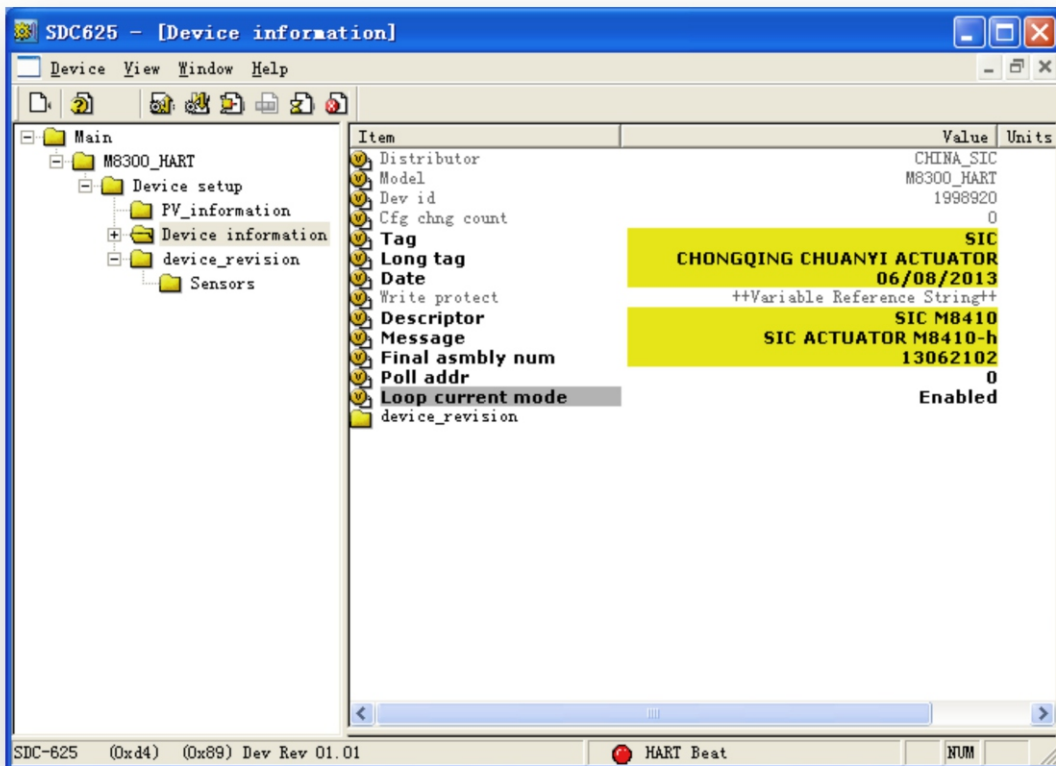 SDC625 - [Device information]
Device View Window Help
Main
M8300_HART
Device setup
PV_information
Device information
device_revision
Sensors
Item Value Units
Distributor CHINA_SIC
Model M8300_HART
Dev id 1998920
Cfg chng count 0
Tag SIC
Long tag CHONGQING CHUANYI ACTUATOR
Date 06/08/2013
Write protect ++Variable Reference String++
Descriptor SIC M8410
Message SIC ACTUATOR M8410-h
Final asmbly num 13062102
Poll addr 0
Loop current mode Enabled
device_revision
SDC-625 (0xd4) (0x89) Dev Rev 01.01 HART Beat NUM